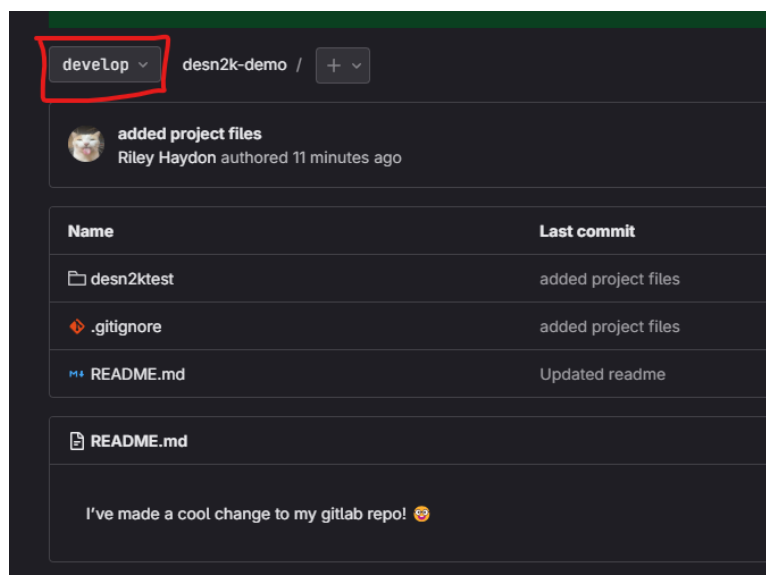 develop
desn2k-demo /
added project files
Riley Haydon authored 11 minutes ago
Name Last commit
desn2ktest added project files
.gitignore added project files
M↓ README.md Updated readme
README.md
I've made a cool change to my gitlab repo! 🤡